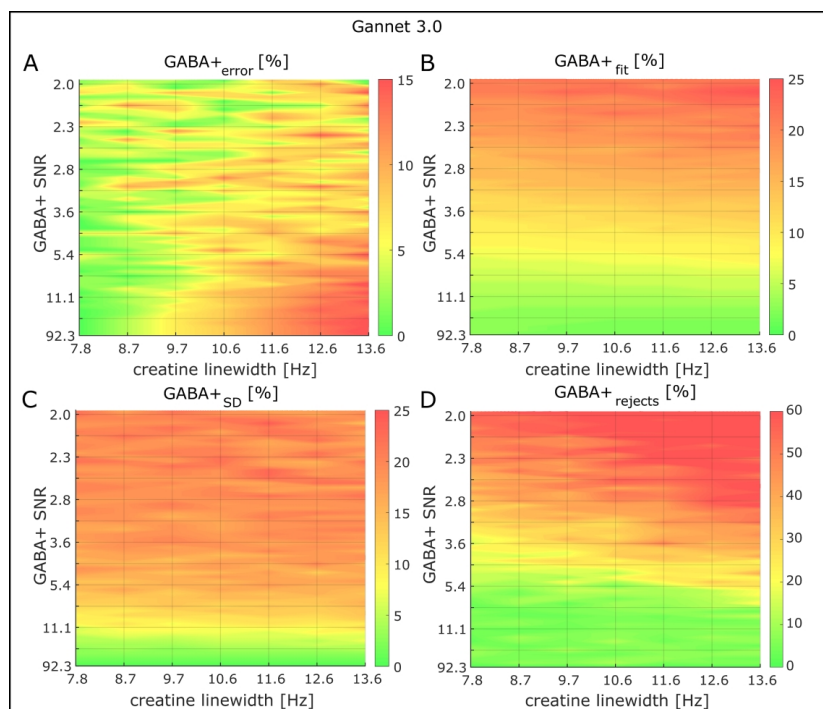 Gannet 3.0
A
GABA+error [%]
2.0
2.3
2.8
3.6
5.4
11.1
92.3
GABA+ SNR
7.8 8.7 9.7 10.6 11.6 12.6 13.6
creatine linewidth [Hz]
15
10
5
0
B
GABA+fit [%]
2.0
2.3
2.8
3.6
5.4
11.1
92.3
GABA+ SNR
7.8 8.7 9.7 10.6 11.6 12.6 13.6
creatine linewidth [Hz]
25
20
15
10
5
0
C
GABA+SD [%]
2.0
2.3
2.8
3.6
5.4
11.1
92.3
GABA+ SNR
7.8 8.7 9.7 10.6 11.6 12.6 13.6
creatine linewidth [Hz]
25
20
15
10
5
0
D
GABA+rejects [%]
2.0
2.3
2.8
3.6
5.4
11.1
92.3
GABA+ SNR
7.8 8.7 9.7 10.6 11.6 12.6 13.6
creatine linewidth [Hz]
60
50
40
30
20
10
0